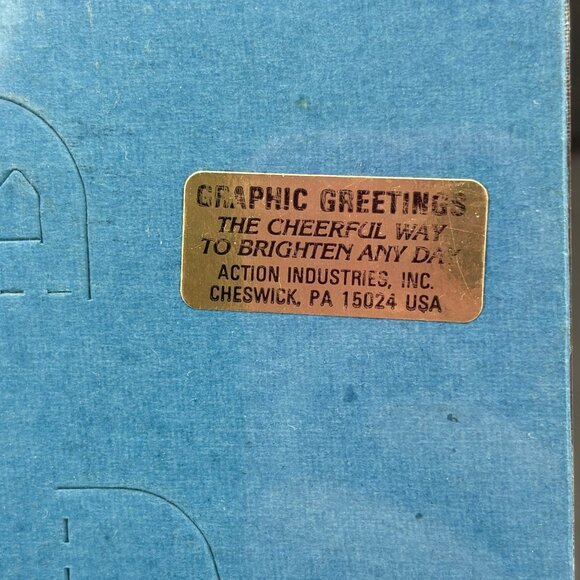 GRAPHIC GREETINGS
THE CHEERFUL WAY
TO BRIGHTEN ANY DAY
ACTION INDUSTRIES, INC.
CHESWICK, PA 15024 USA